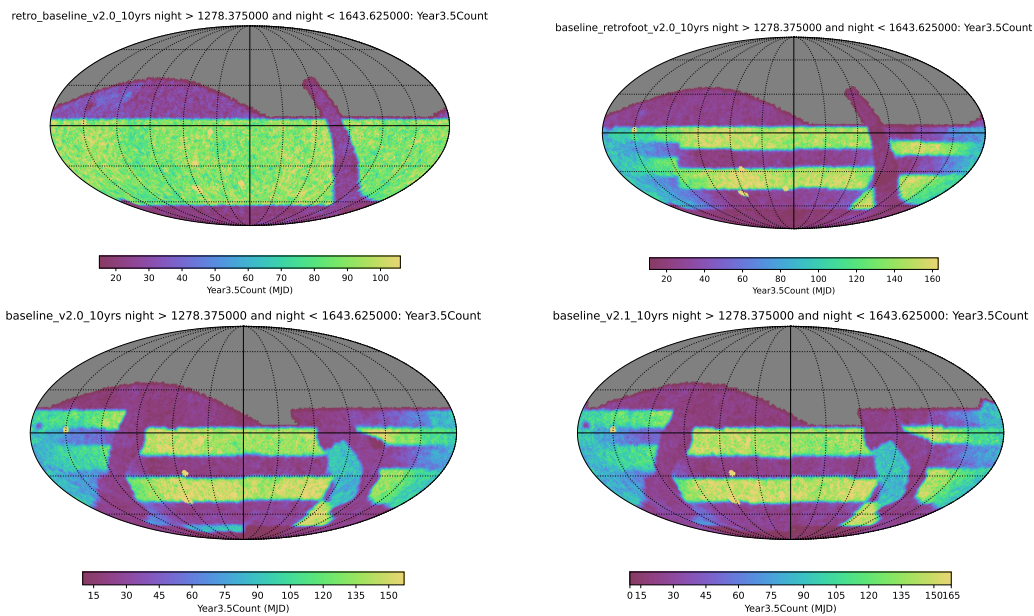 retro_baseline_v2.0_10yrs night > 1278.375000 and night < 1643.625000: Year3.5Count
20 30 40 50 60 70 80 90 100
Year3.5Count (MJD)
baseline_retrofoot_v2.0_10yrs night > 1278.375000 and night < 1643.625000: Year3.5Count
20 40 60 80 100 120 140 160
Year3.5Count (MJD)
baseline_v2.0_10yrs night > 1278.375000 and night < 1643.625000: Year3.5Count
15 30 45 60 75 90 105 120 135 150
Year3.5Count (MJD)
baseline_v2.1_10yrs night > 1278.375000 and night < 1643.625000: Year3.5Count
0 15 30 45 60 75 90 105 120 135 150165
Year3.5Count (MJD)